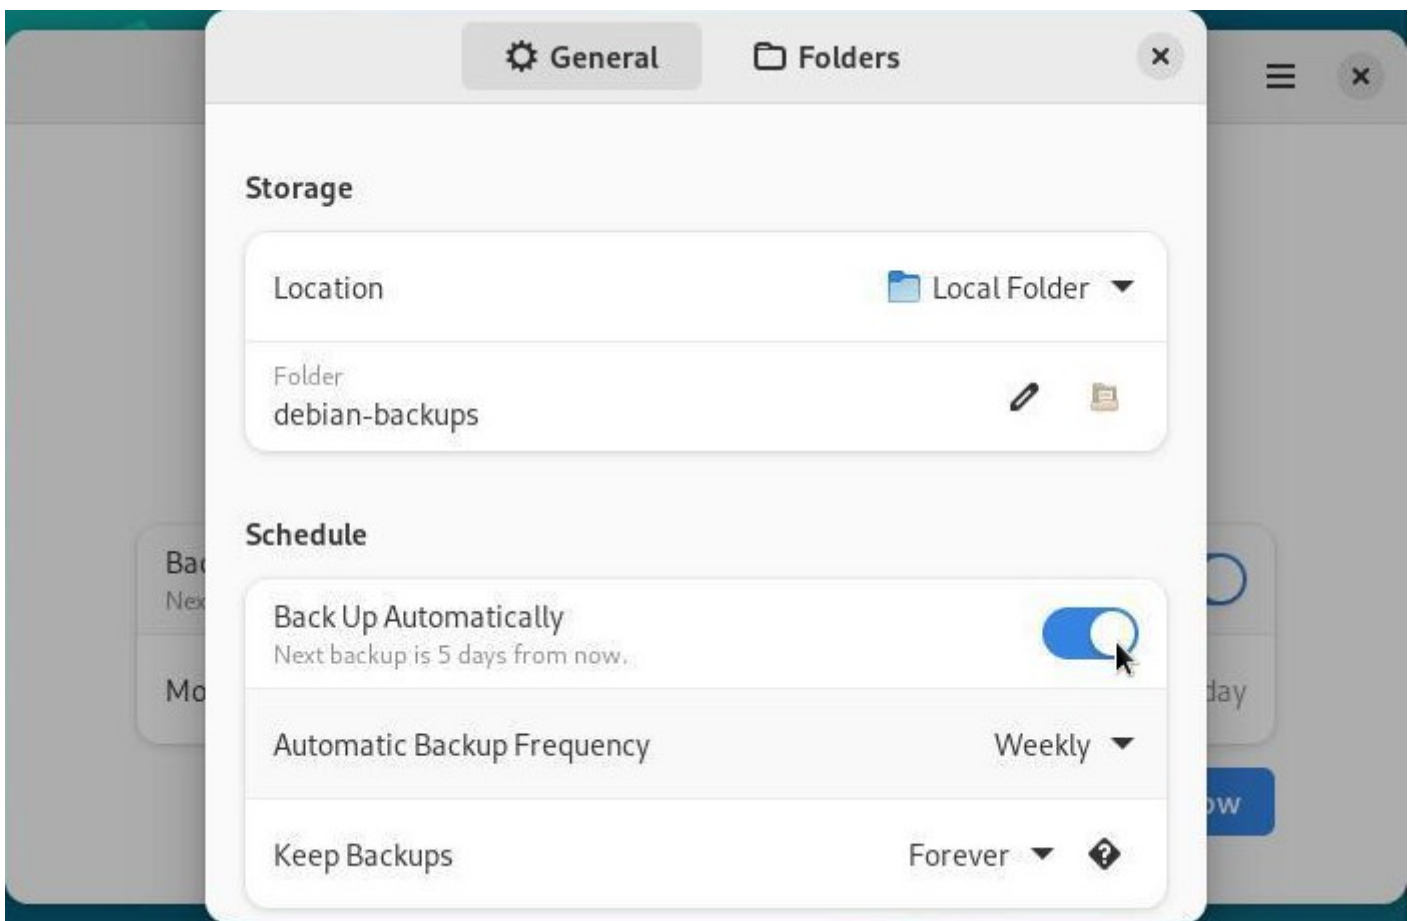 General
Folders
Storage
Location
Local Folder
Folder
debian-backups
Schedule
Back Up Automatically
Next backup is 5 days from now.
Automatic Backup Frequency
Weekly
Keep Backups
Forever